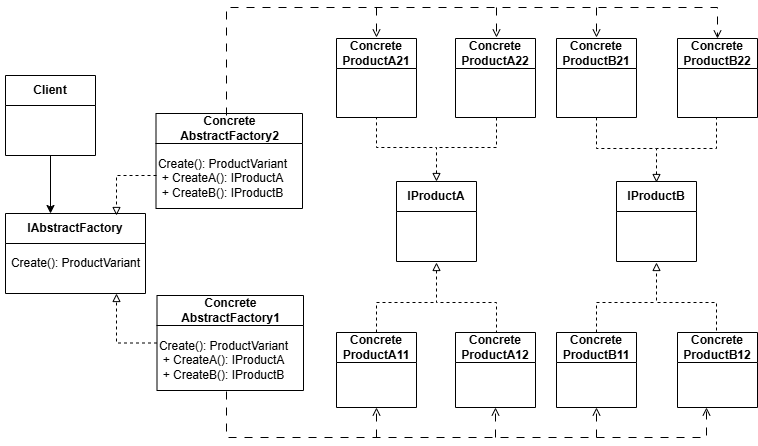 Concrete
ProductA21
Concrete
ProductA22
Concrete
ProductB21
Concrete
ProductB22
Client
Concrete
AbstractFactory2
Create(): ProductVariant
+ CreateA(): IProductA
+ CreateB(): IProductB
IProductA
IProductB
IAbstractFactory
Create(): ProductVariant
Concrete
AbstractFactory1
Create(): ProductVariant
+ CreateA(): IProductA
+ CreateB(): IProductB
Concrete
ProductA11
Concrete
ProductA12
Concrete
ProductB11
Concrete
ProductB12